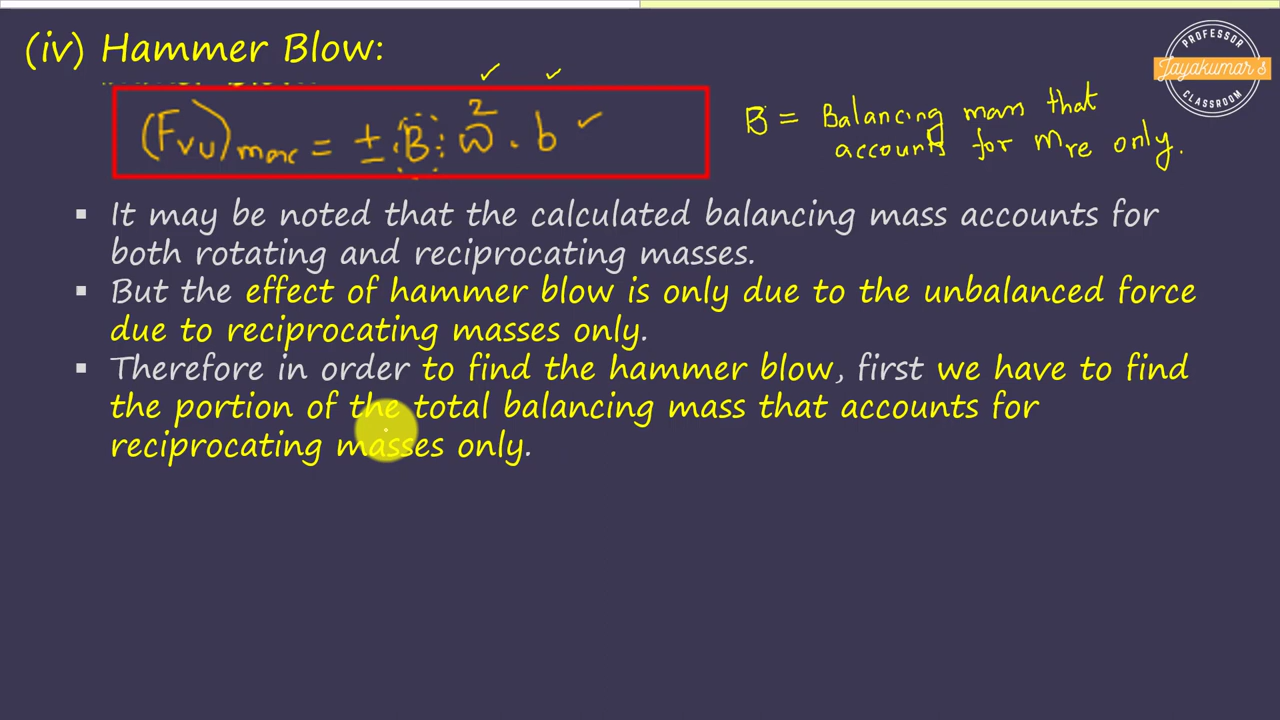 (iv) Hammer Blow:
(Fvu)max = ± B ω² . b ✓
B = Balancing mass that
accounts for mre only.
PROFESSOR
Jayakumar's
CLASSROOM
▪ It may be noted that the calculated balancing mass accounts for
both rotating and reciprocating masses.
▪ But the effect of hammer blow is only due to the unbalanced force
due to reciprocating masses only.
▪ Therefore in order to find the hammer blow, first we have to find
the portion of the total balancing mass that accounts for
reciprocating masses only.